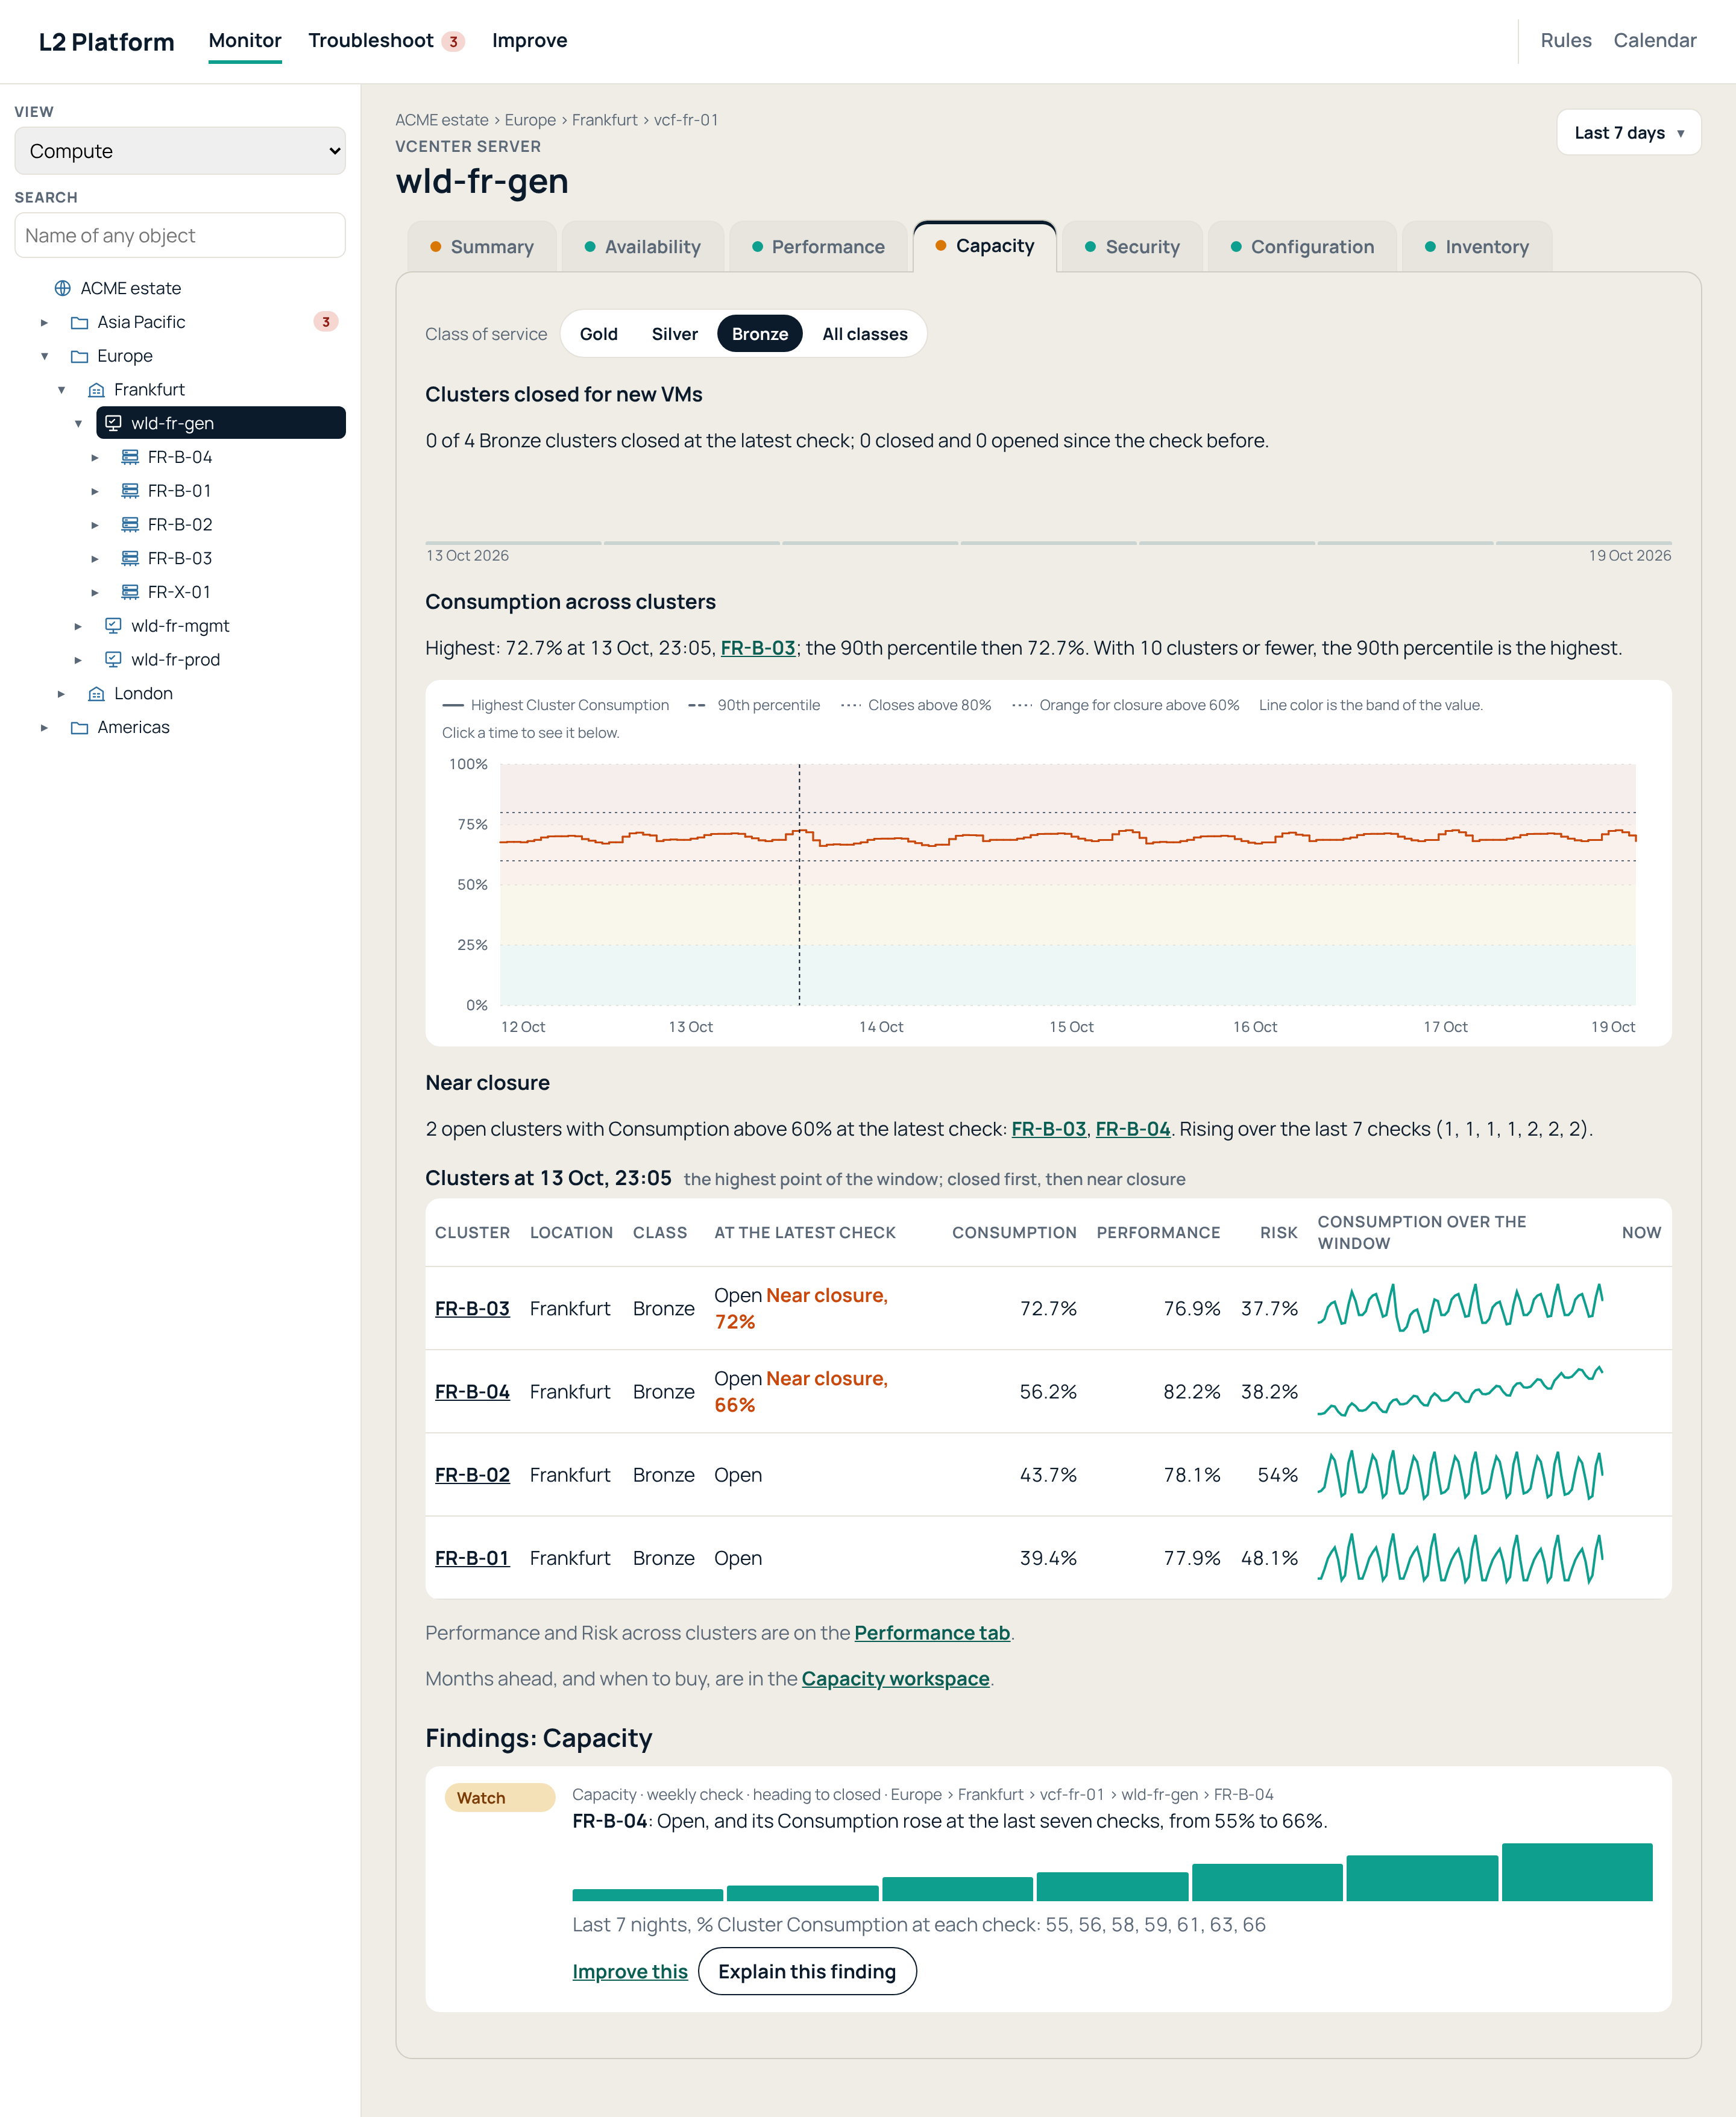 L2 Platform
Monitor
Troubleshoot 3
Improve
Rules
Calendar
VIEW
Compute
SEARCH
Name of any object
ACME estate
Asia Pacific 3
Europe
Frankfurt
wld-fr-gen
FR-B-04
FR-B-01
FR-B-02
FR-B-03
FR-X-01
wld-fr-mgmt
wld-fr-prod
London
Americas
ACME estate › Europe › Frankfurt › vcf-fr-01
VCENTER SERVER
wld-fr-gen
Last 7 days
Summary
Availability
Performance
Capacity
Security
Configuration
Inventory
Class of service
Gold
Silver
Bronze
All classes
Clusters closed for new VMs
0 of 4 Bronze clusters closed at the latest check; 0 closed and 0 opened since the check before.
13 Oct 2026
19 Oct 2026
Consumption across clusters
Highest: 72.7% at 13 Oct, 23:05, FR-B-03; the 90th percentile then 72.7%. With 10 clusters or fewer, the 90th percentile is the highest.
Highest Cluster Consumption
90th percentile
Closes above 80%
Orange for closure above 60%
Line color is the band of the value.
Click a time to see it below.
100%
75%
50%
25%
0%
12 Oct
13 Oct
14 Oct
15 Oct
16 Oct
17 Oct
19 Oct
Near closure
2 open clusters with Consumption above 60% at the latest check: FR-B-03, FR-B-04. Rising over the last 7 checks (1, 1, 1, 1, 2, 2, 2).
Clusters at 13 Oct, 23:05 the highest point of the window; closed first, then near closure
CLUSTER LOCATION CLASS AT THE LATEST CHECK CONSUMPTION PERFORMANCE RISK CONSUMPTION OVER THE WINDOW NOW
FR-B-03 Frankfurt Bronze Open Near closure, 72% 72.7% 76.9% 37.7%
FR-B-04 Frankfurt Bronze Open Near closure, 66% 56.2% 82.2% 38.2%
FR-B-02 Frankfurt Bronze Open 43.7% 78.1% 54%
FR-B-01 Frankfurt Bronze Open 39.4% 77.9% 48.1%
Performance and Risk across clusters are on the Performance tab.
Months ahead, and when to buy, are in the Capacity workspace.
Findings: Capacity
Watch
Capacity · weekly check · heading to closed · Europe › Frankfurt › vcf-fr-01 › wld-fr-gen › FR-B-04
FR-B-04: Open, and its Consumption rose at the last seven checks, from 55% to 66%.
Last 7 nights, % Cluster Consumption at each check: 55, 56, 58, 59, 61, 63, 66
Improve this
Explain this finding